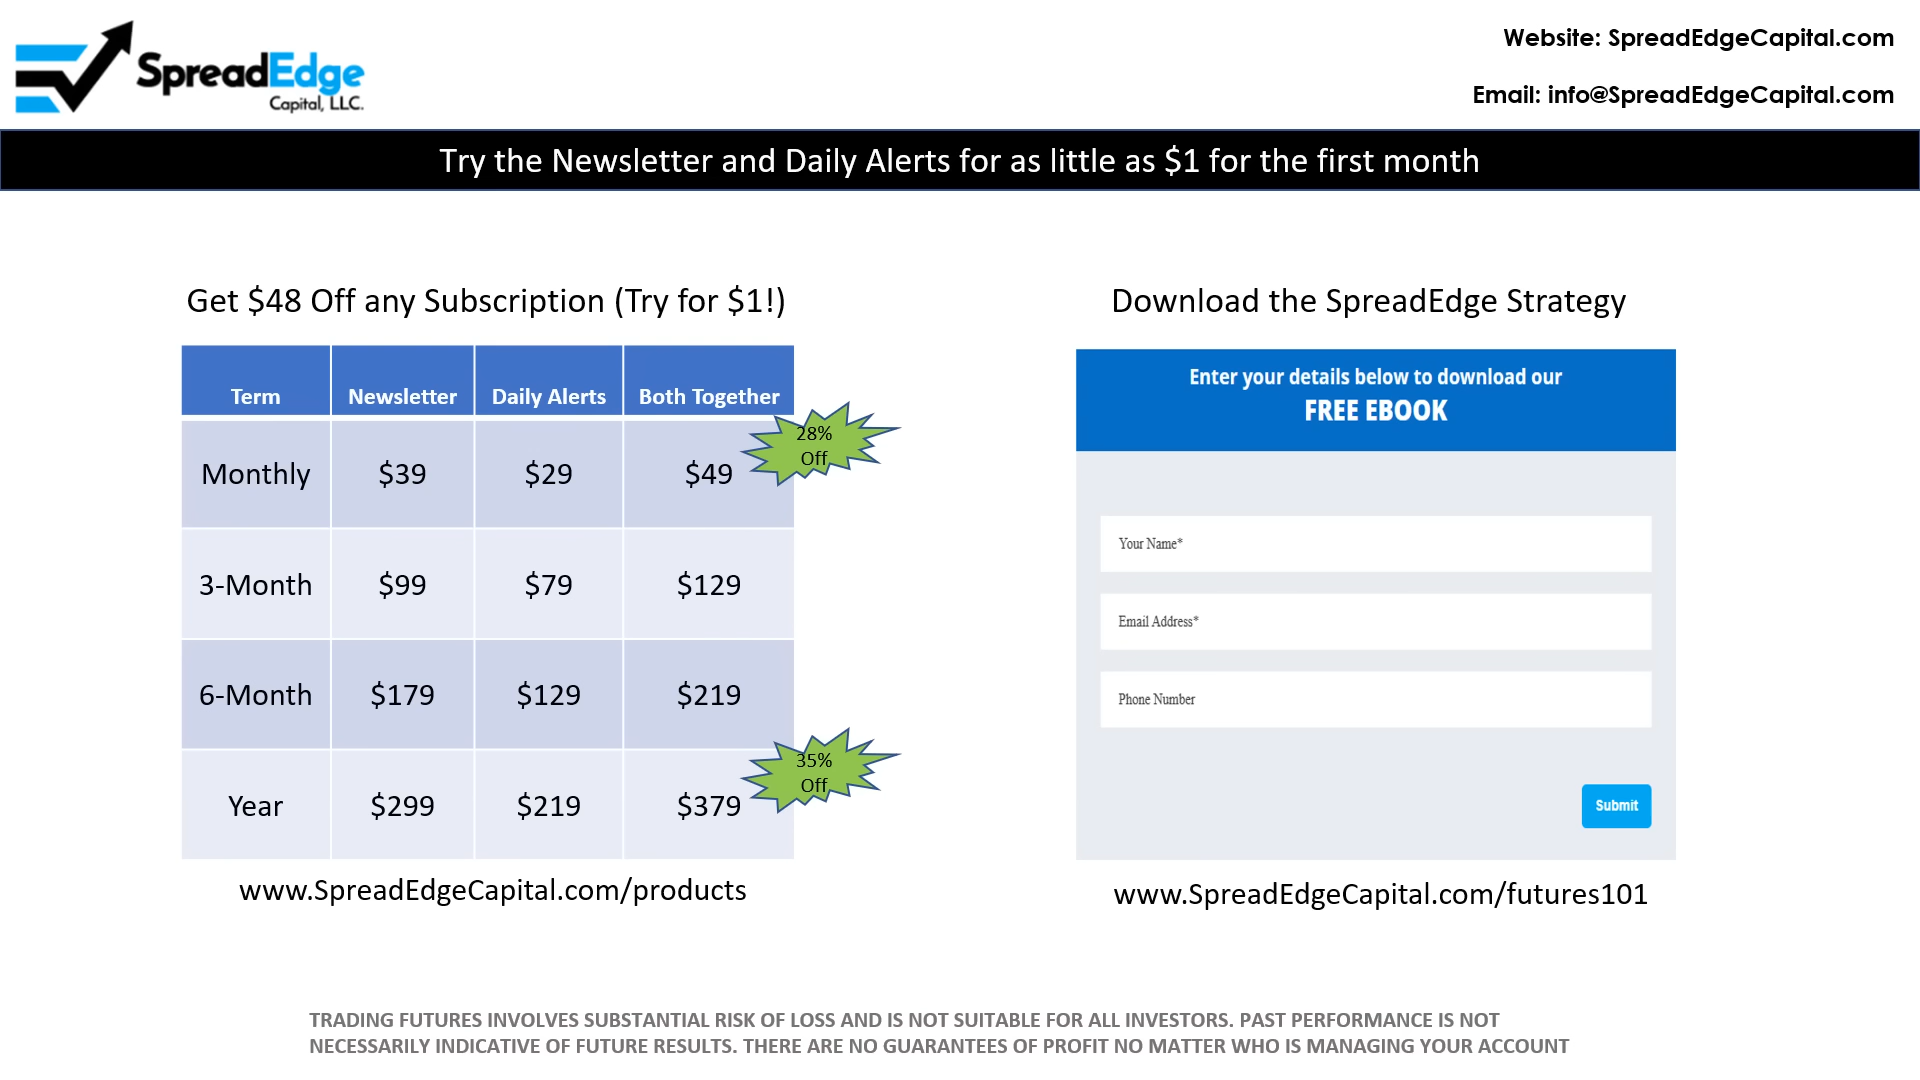 SpreadEdge
Capital, LLC.
Website: SpreadEdgeCapital.com
Email: info@SpreadEdgeCapital.com
Try the Newsletter and Daily Alerts for as little as $1 for the first month
Get $48 Off any Subscription (Try for $1!)
Term Newsletter Daily Alerts Both Together
28%
Off
Monthly $39 $29 $49
3-Month $99 $79 $129
6-Month $179 $129 $219
35%
Off
Year $299 $219 $379
www.SpreadEdgeCapital.com/products
Download the SpreadEdge Strategy
Enter your details below to download our
FREE EBOOK
Your Name*
Email Address*
Phone Number
Submit
www.SpreadEdgeCapital.com/futures101
TRADING FUTURES INVOLVES SUBSTANTIAL RISK OF LOSS AND IS NOT SUITABLE FOR ALL INVESTORS. PAST PERFORMANCE IS NOT
NECESSARILY INDICATIVE OF FUTURE RESULTS. THERE ARE NO GUARANTEES OF PROFIT NO MATTER WHO IS MANAGING YOUR ACCOUNT